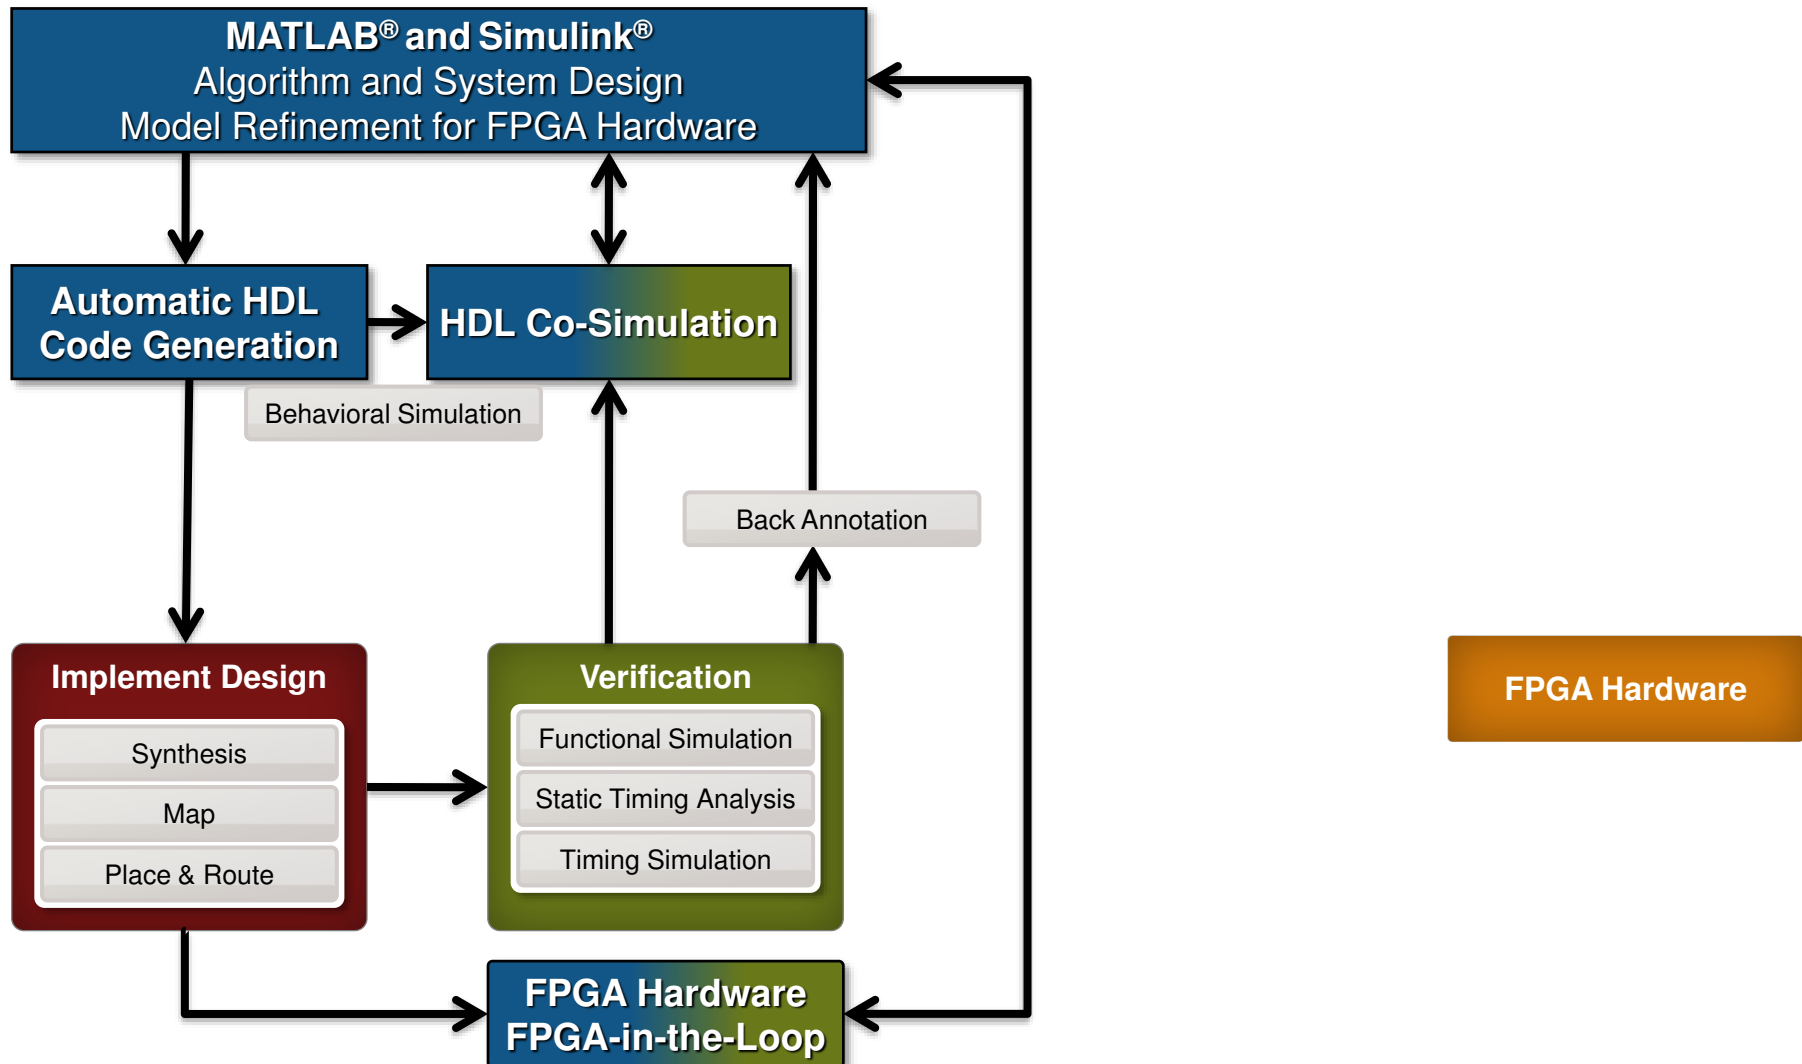 MATLAB® and Simulink®
Algorithm and System Design
Model Refinement for FPGA Hardware
Automatic HDL
Code Generation
HDL Co-Simulation
Behavioral Simulation
Back Annotation
Implement Design
Synthesis
Map
Place & Route
Verification
Functional Simulation
Static Timing Analysis
Timing Simulation
FPGA Hardware
FPGA Hardware
FPGA-in-the-Loop